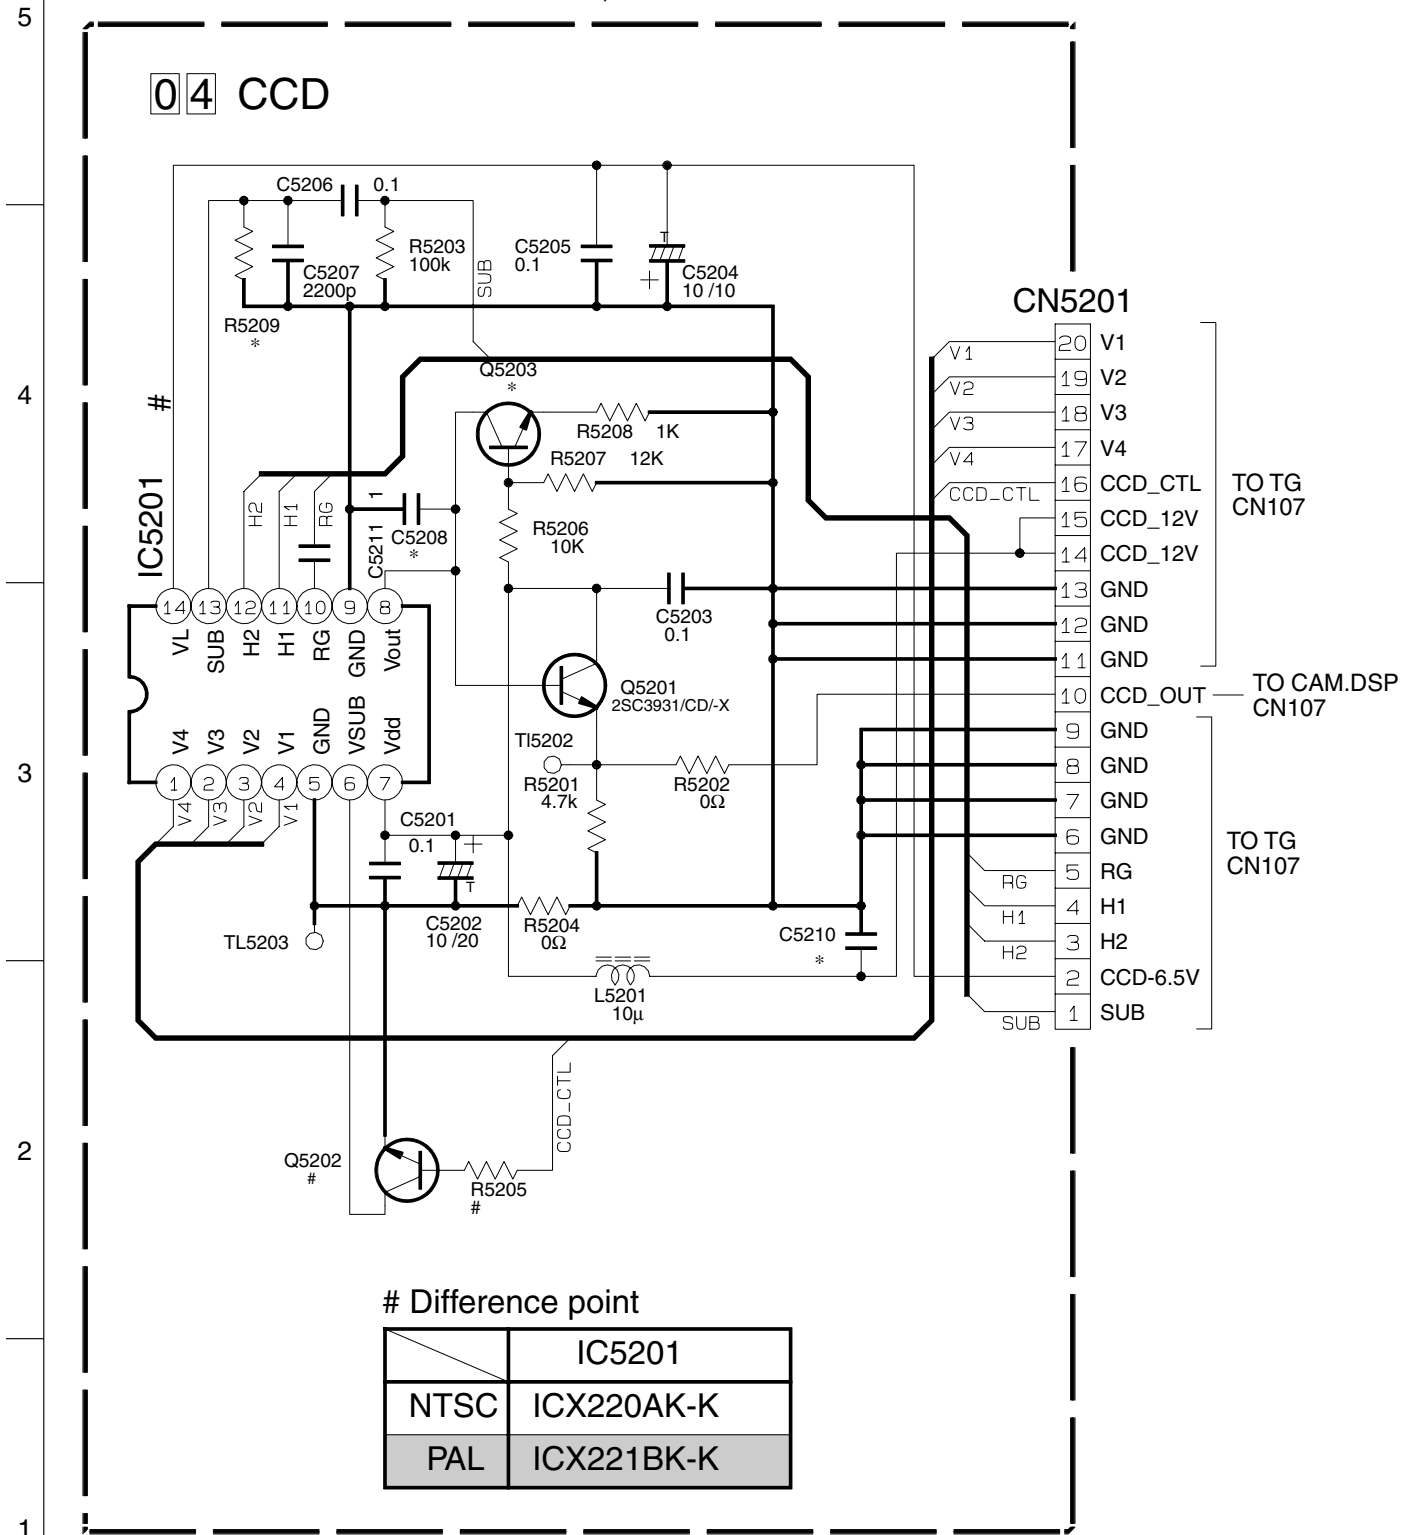 5
04 CCD
C5206 0.1
R5203
100k
C5207
2200p
R5209
*
SUB
C5205
0.1
T
+
C5204
10 /10
CN5201
4
#
IC5201
Q5203
*
R5208 1K
R5207 12K
R5206
10K
H2
H1
RG
C5211 1
C5208
*
C5203
0.1
14 13 12 11 10 9 8
VL SUB H2 H1 RG GND Vout
V4 V3 V2 V1 GND VSUB Vdd
1 2 3 4 5 6 7
V4 V3 V2 V1
Q5201
2SC3931/CD/-X
3
TI5202
R5201
4.7k
R5202
0Ω
C5201
0.1
+
T
C5202
10 /20
R5204
0Ω
TL5203
C5210
*
L5201
10μ
V1 20 V1
V2 19 V2
V3 18 V3
V4 17 V4
CCD_CTL 16 CCD_CTL
15 CCD_12V
14 CCD_12V
13 GND
12 GND
11 GND
TO TG
CN107
10 CCD_OUT
TO CAM.DSP
CN107
9 GND
8 GND
7 GND
6 GND
RG 5 RG
H1 4 H1
H2 3 H2
2 CCD-6.5V
SUB 1 SUB
TO TG
CN107
CCD_CTL
2
Q5202
#
R5205
#
# Difference point
IC5201
NTSC ICX220AK-K
PAL ICX221BK-K
1